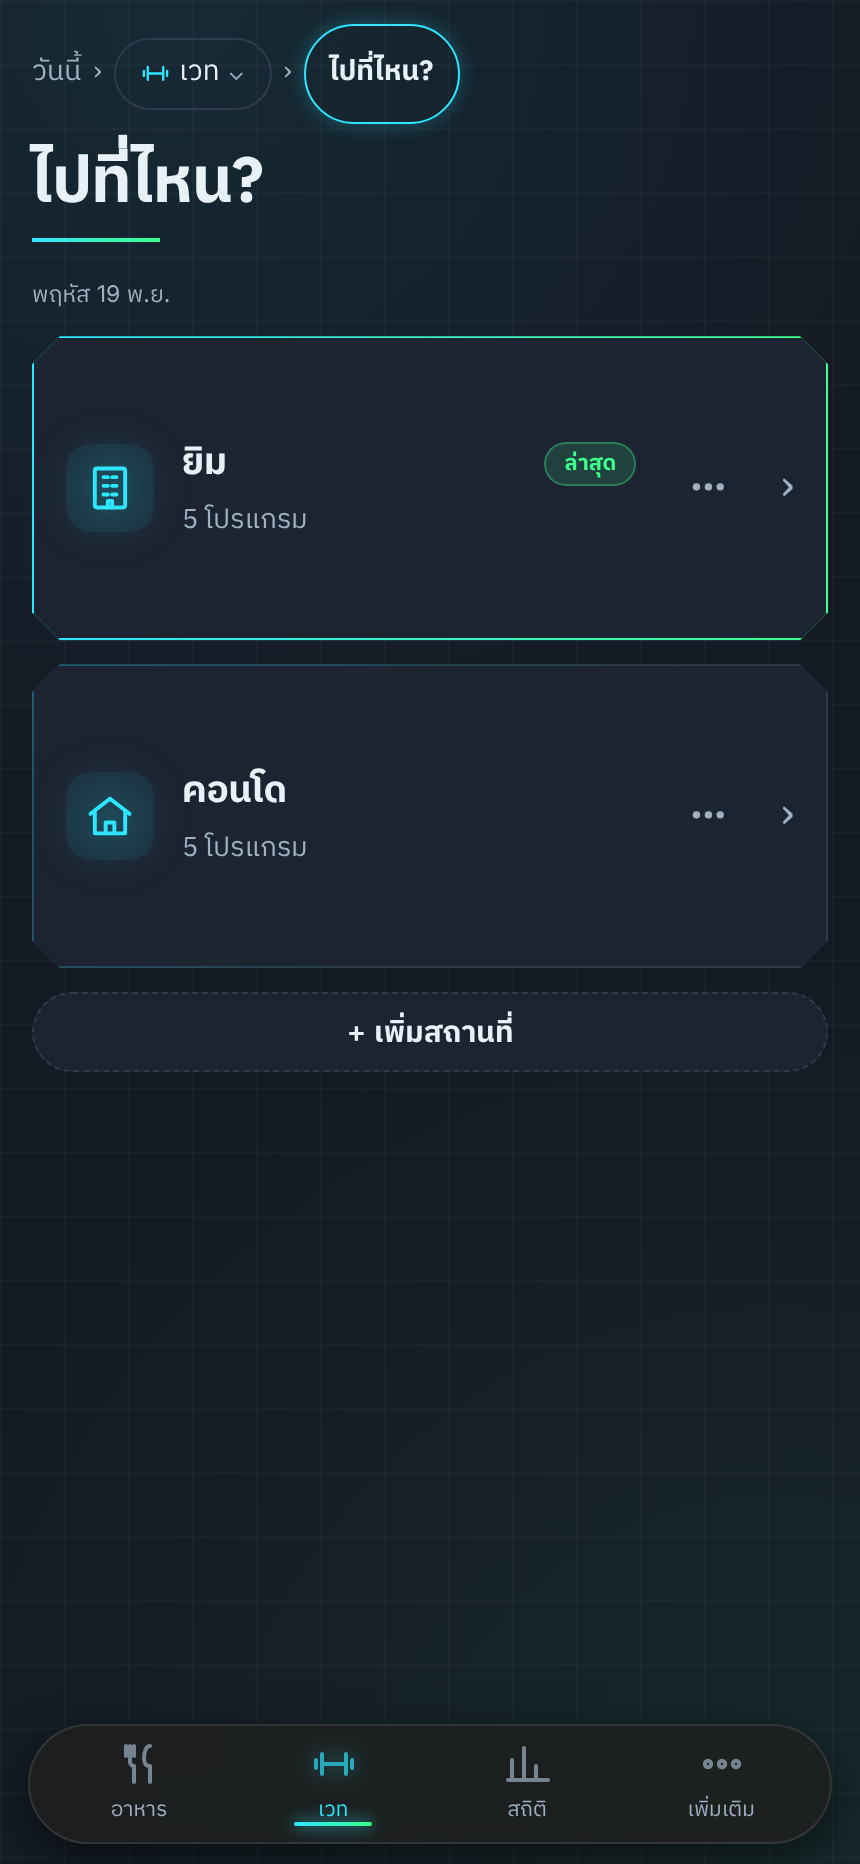 วันนี้ › เวท › ไปที่ไหน?
ไปที่ไหน?
พฤหัส 19 พ.ย.
ยิม
ล่าสุด
5 โปรแกรม
คอนโด
5 โปรแกรม
+ เพิ่มสถานที่
อาหาร
เวท
สถิติ
เพิ่มเติม